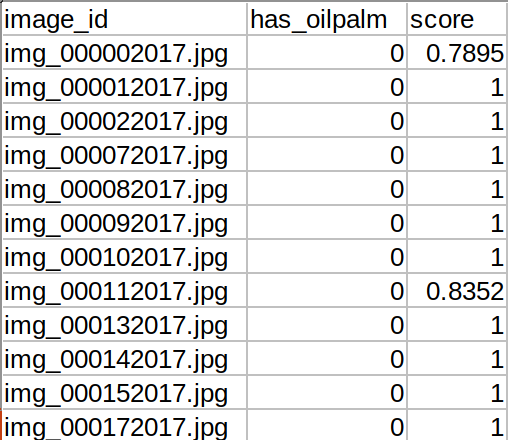 image_id has_oilpalm score
img_000002017.jpg 0 0.7895
img_000012017.jpg 0 1
img_000022017.jpg 0 1
img_000072017.jpg 0 1
img_000082017.jpg 0 1
img_000092017.jpg 0 1
img_000102017.jpg 0 1
img_000112017.jpg 0 0.8352
img_000132017.jpg 0 1
img_000142017.jpg 0 1
img_000152017.jpg 0 1
img_000172017.jpg 0 1